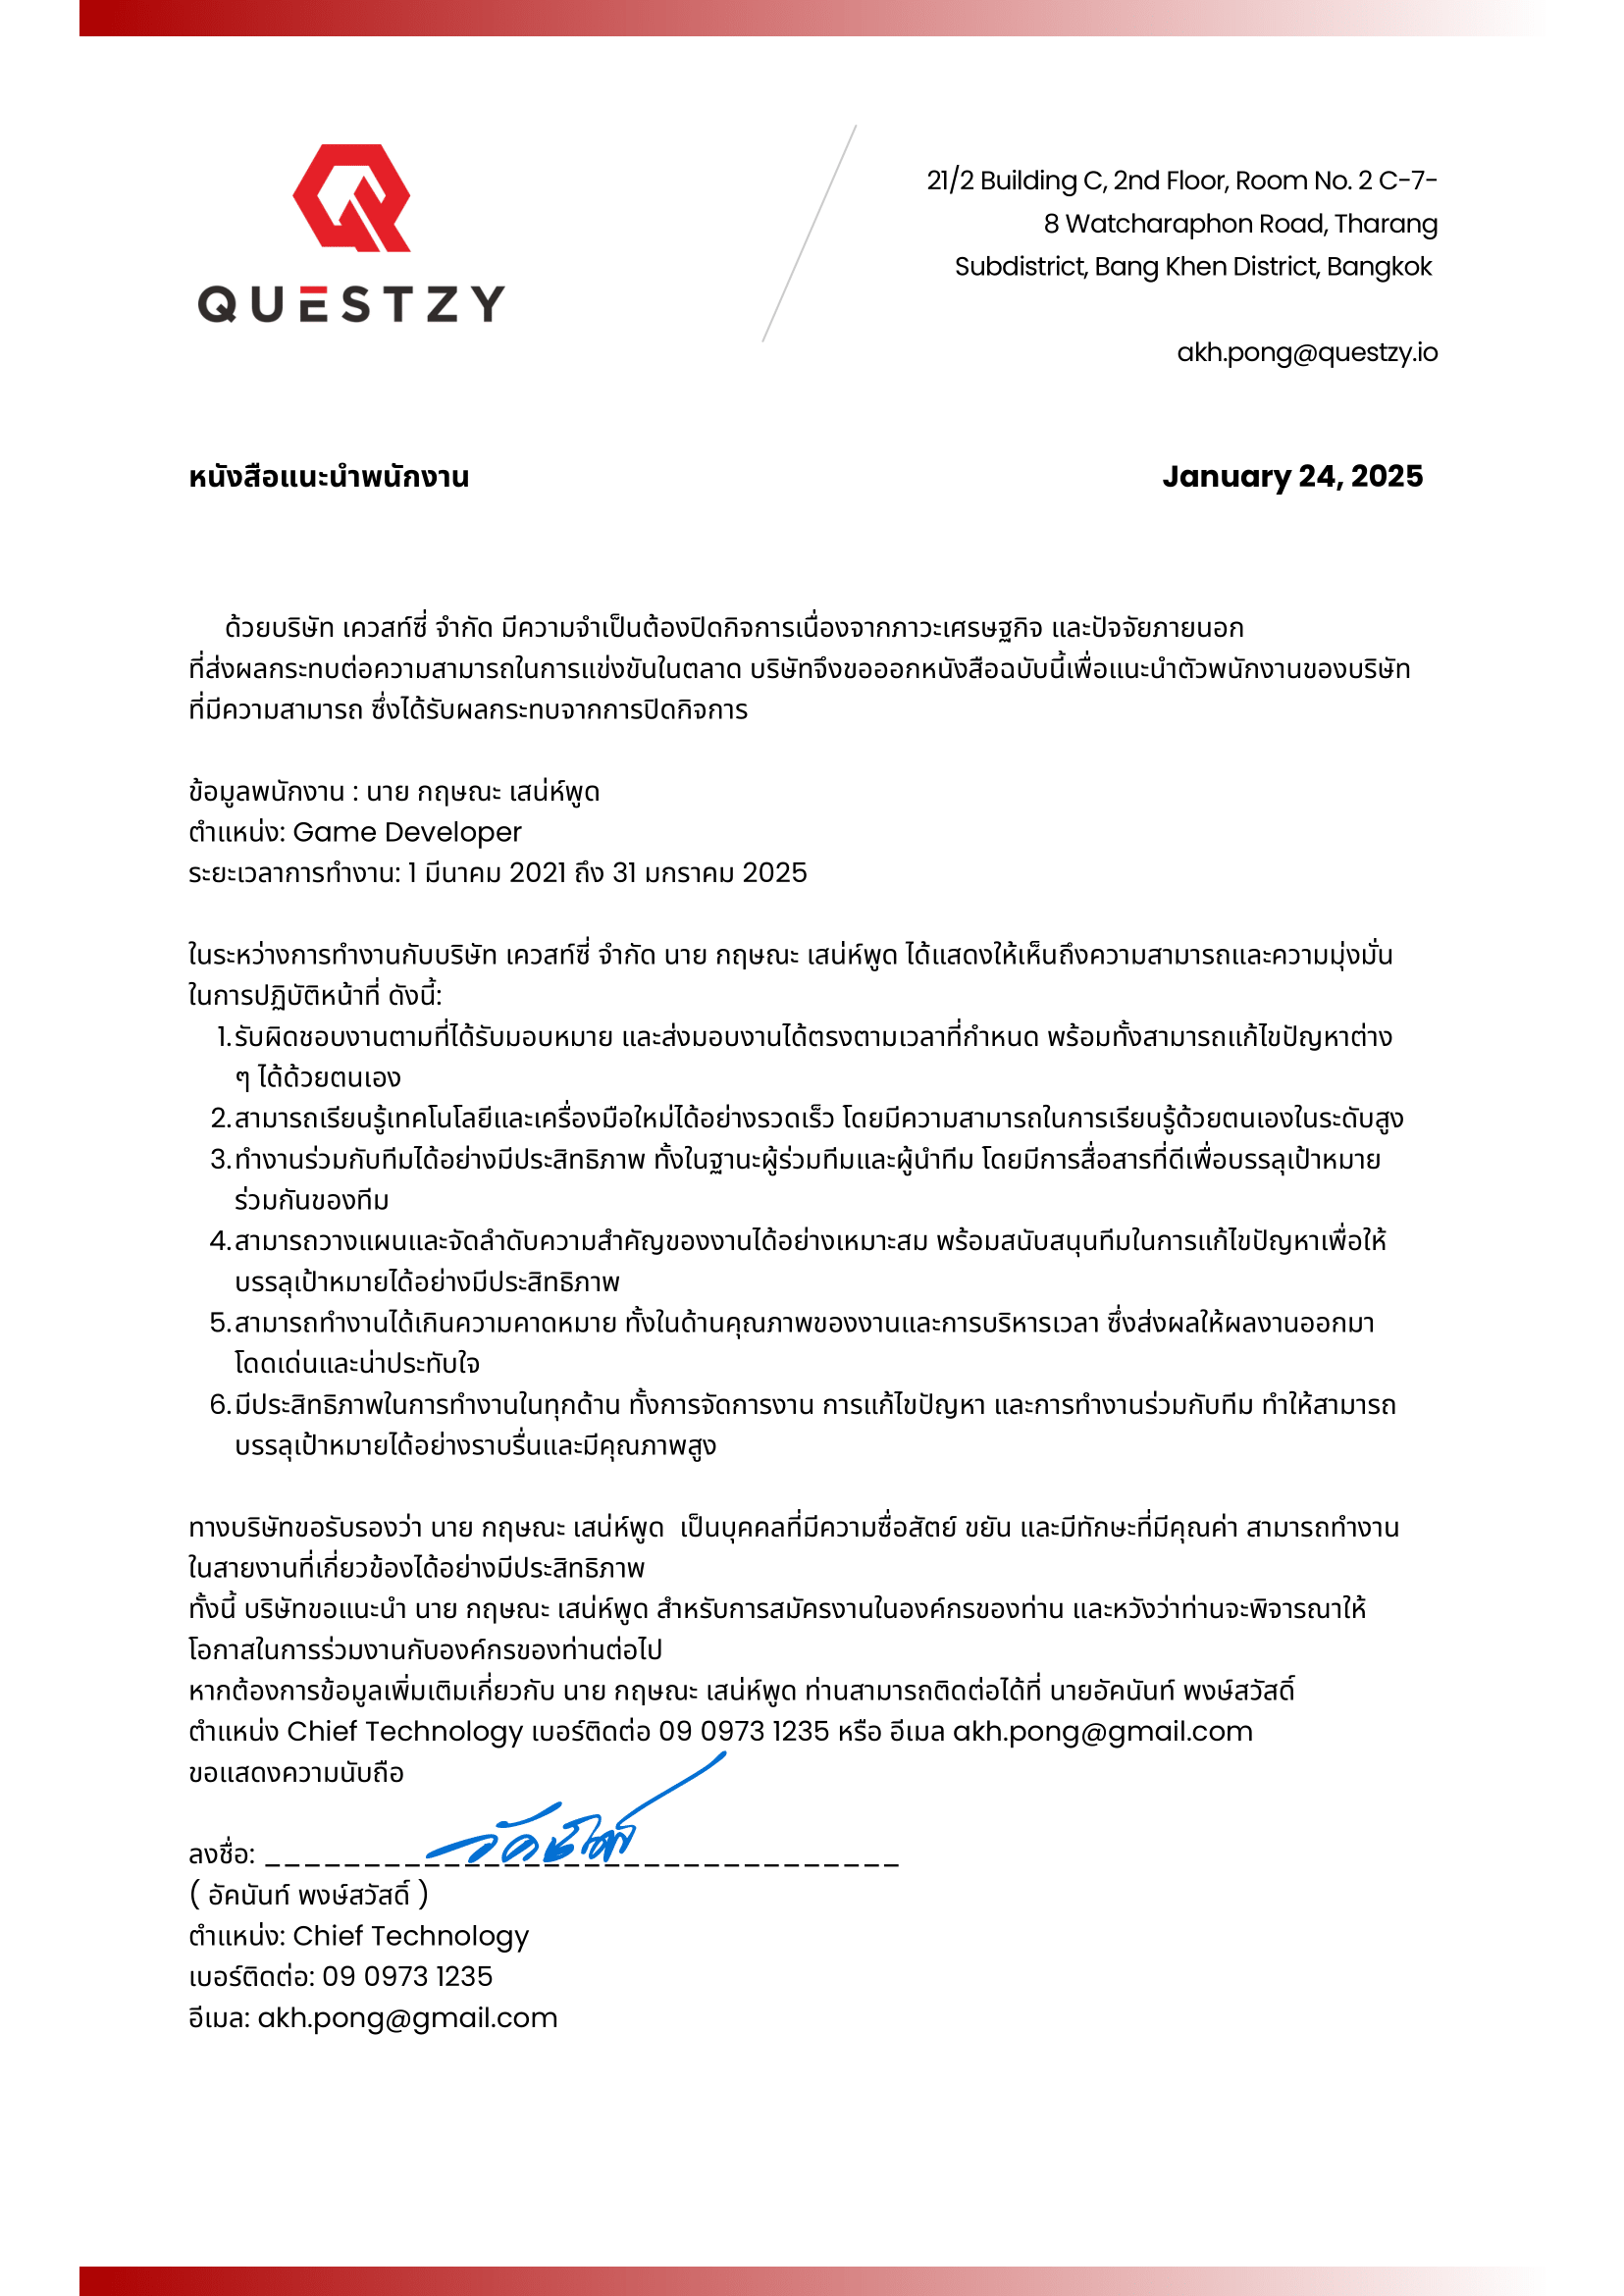 QUESTZY
21/2 Building C, 2nd Floor, Room No. 2 C-7-
8 Watcharaphon Road, Tharang
Subdistrict, Bang Khen District, Bangkok
akh.pong@questzy.io
หนังสือแนะนำพนักงาน
January 24, 2025
ด้วยบริษัท เควสท์ซี่ จำกัด มีความจำเป็นต้องปิดกิจการเนื่องจากภาวะเศรษฐกิจ และปัจจัยภายนอก
ที่ส่งผลกระทบต่อความสามารถในการแข่งขันในตลาด บริษัทจึงขอออกหนังสือฉบับนี้เพื่อแนะนำตัวพนักงานของบริษัท
ที่มีความสามารถ ซึ่งได้รับผลกระทบจากการปิดกิจการ
ข้อมูลพนักงาน : นาย กฤษณะ เสน่ห์พูด
ตำแหน่ง: Game Developer
ระยะเวลาการทำงาน: 1 มีนาคม 2021 ถึง 31 มกราคม 2025
ในระหว่างการทำงานกับบริษัท เควสท์ซี่ จำกัด นาย กฤษณะ เสน่ห์พูด ได้แสดงให้เห็นถึงความสามารถและความมุ่งมั่น
ในการปฏิบัติหน้าที่ ดังนี้:
1. รับผิดชอบงานตามที่ได้รับมอบหมาย และส่งมอบงานได้ตรงตามเวลาที่กำหนด พร้อมทั้งสามารถแก้ไขปัญหาต่าง
ๆ ได้ด้วยตนเอง
2. สามารถเรียนรู้เทคโนโลยีและเครื่องมือใหม่ได้อย่างรวดเร็ว โดยมีความสามารถในการเรียนรู้ด้วยตนเองในระดับสูง
3. ทำงานร่วมกับทีมได้อย่างมีประสิทธิภาพ ทั้งในฐานะผู้ร่วมทีมและผู้นำทีม โดยมีการสื่อสารที่ดีเพื่อบรรลุเป้าหมาย
ร่วมกันของทีม
4. สามารถวางแผนและจัดลำดับความสำคัญของงานได้อย่างเหมาะสม พร้อมสนับสนุนทีมในการแก้ไขปัญหาเพื่อให้
บรรลุเป้าหมายได้อย่างมีประสิทธิภาพ
5. สามารถทำงานได้เกินความคาดหมาย ทั้งในด้านคุณภาพของงานและการบริหารเวลา ซึ่งส่งผลให้ผลงานออกมา
โดดเด่นและน่าประทับใจ
6. มีประสิทธิภาพในการทำงานในทุกด้าน ทั้งการจัดการงาน การแก้ไขปัญหา และการทำงานร่วมกับทีม ทำให้สามารถ
บรรลุเป้าหมายได้อย่างราบรื่นและมีคุณภาพสูง
ทางบริษัทขอรับรองว่า นาย กฤษณะ เสน่ห์พูด เป็นบุคคลที่มีความซื่อสัตย์ ขยัน และมีทักษะที่มีคุณค่า สามารถทำงาน
ในสายงานที่เกี่ยวข้องได้อย่างมีประสิทธิภาพ
ทั้งนี้ บริษัทขอแนะนำ นาย กฤษณะ เสน่ห์พูด สำหรับการสมัครงานในองค์กรของท่าน และหวังว่าท่านจะพิจารณาให้
โอกาสในการร่วมงานกับองค์กรของท่านต่อไป
หากต้องการข้อมูลเพิ่มเติมเกี่ยวกับ นาย กฤษณะ เสน่ห์พูด ท่านสามารถติดต่อได้ที่ นายอัคนันท์ พงษ์สวัสดิ์
ตำแหน่ง Chief Technology เบอร์ติดต่อ 09 0973 1235 หรือ อีเมล akh.pong@gmail.com
ขอแสดงความนับถือ
ลงชื่อ: ________________________________
( อัคนันท์ พงษ์สวัสดิ์ )
ตำแหน่ง: Chief Technology
เบอร์ติดต่อ: 09 0973 1235
อีเมล: akh.pong@gmail.com